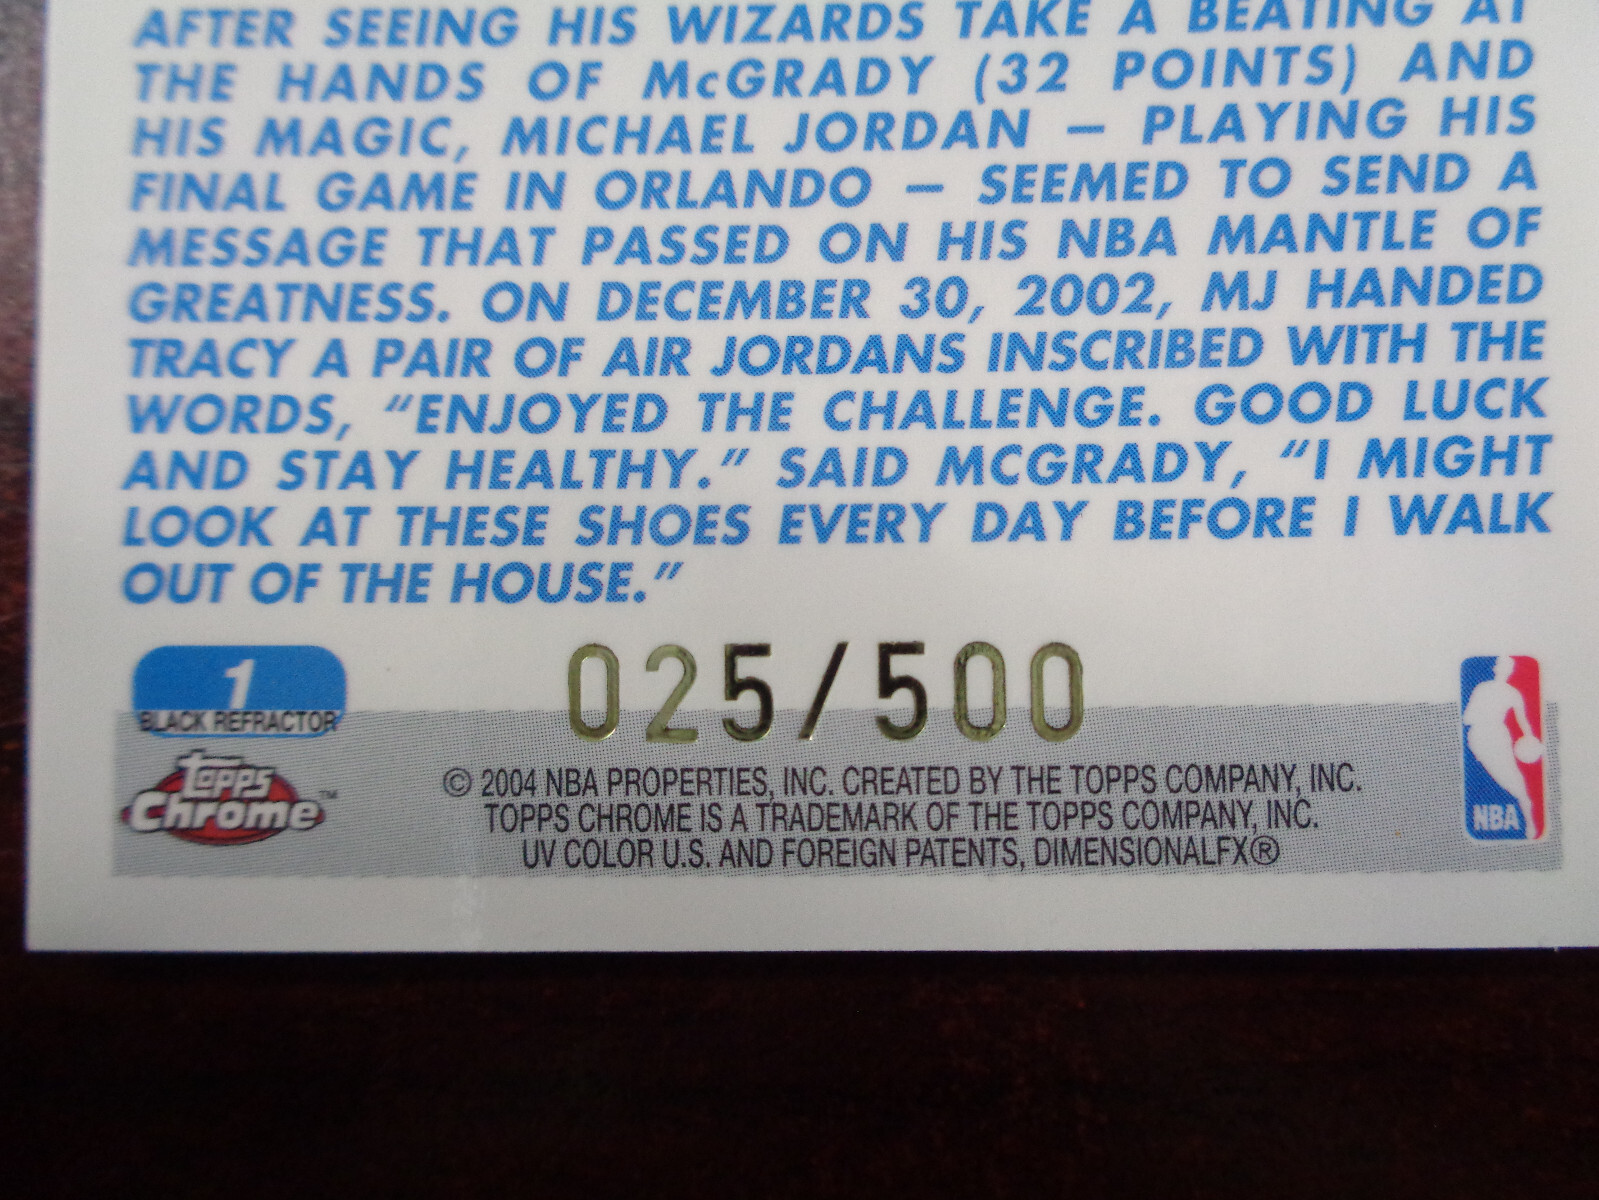 AFTER SEEING HIS WIZARDS TAKE A BEATING AT
THE HANDS OF McGRADY (32 POINTS) AND
HIS MAGIC, MICHAEL JORDAN – PLAYING HIS
FINAL GAME IN ORLANDO – SEEMED TO SEND A
MESSAGE THAT PASSED ON HIS NBA MANTLE OF
GREATNESS. ON DECEMBER 30, 2002, MJ HANDED
TRACY A PAIR OF AIR JORDANS INSCRIBED WITH THE
WORDS, “ENJOYED THE CHALLENGE. GOOD LUCK
AND STAY HEALTHY.” SAID MCGRADY, “I MIGHT
LOOK AT THESE SHOES EVERY DAY BEFORE I WALK
OUT OF THE HOUSE.”
1
BLACK REFRACTOR
025/500
Topps
Chrome™
© 2004 NBA PROPERTIES, INC. CREATED BY THE TOPPS COMPANY, INC.
TOPPS CHROME IS A TRADEMARK OF THE TOPPS COMPANY, INC.
UV COLOR U.S. AND FOREIGN PATENTS, DIMENSIONALFX®
NBA